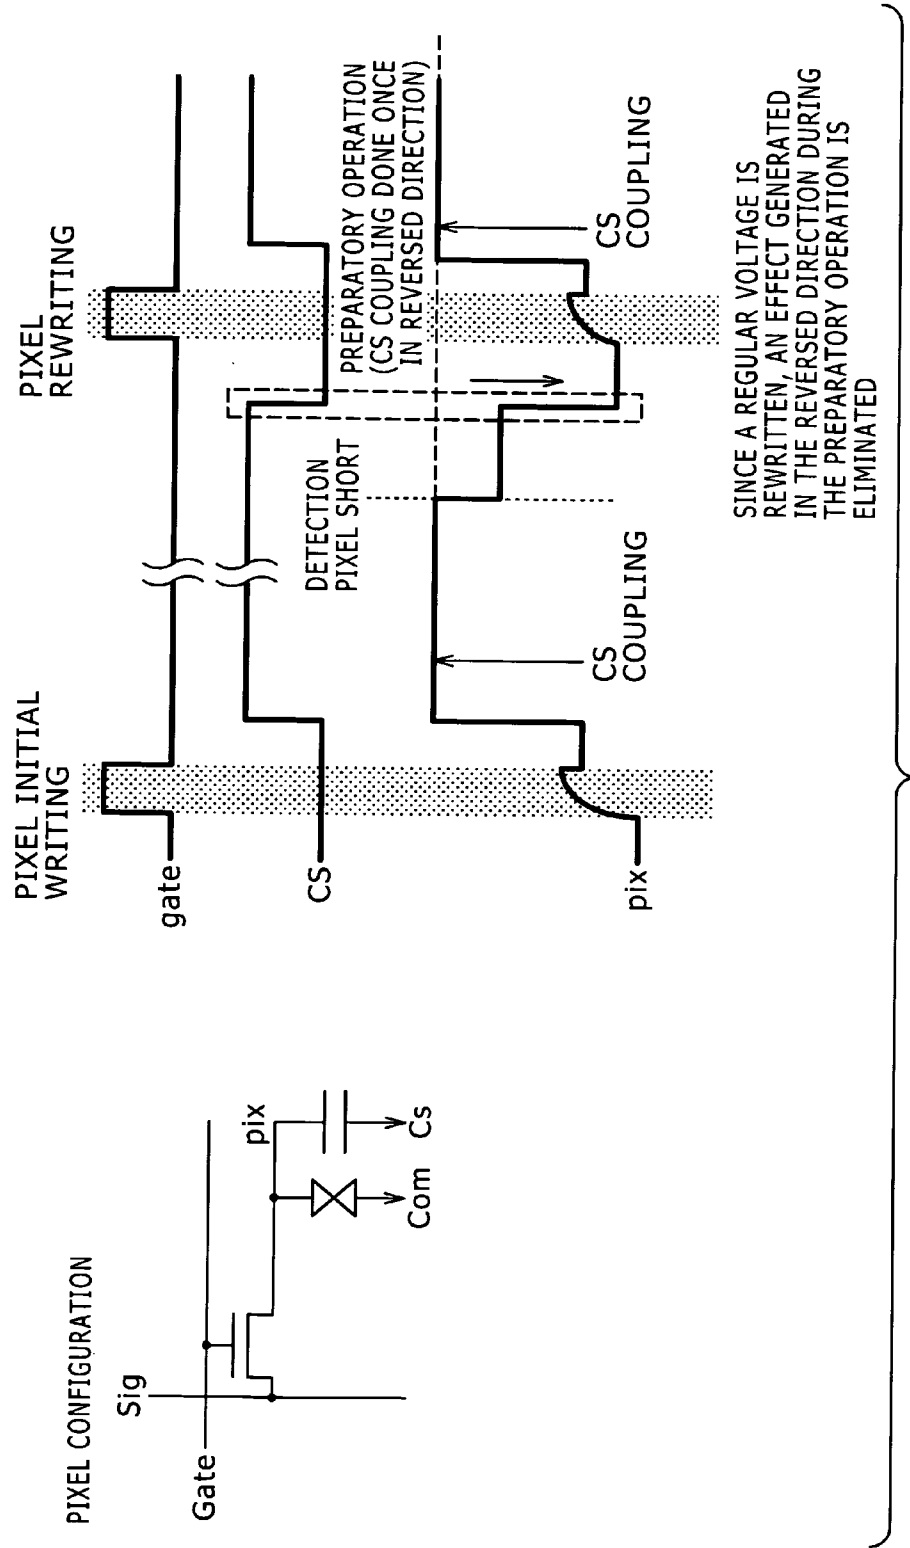 PIXEL CONFIGURATION
Sig
Gate
pix
Com
Cs
PIXEL INITIAL
WRITING
PIXEL
REWRITING
gate
CS
pix
DETECTION
PIXEL SHORT
PREPARATORY OPERATION
(CS COUPLING DONE ONCE
IN REVERSED DIRECTION)
CS
COUPLING
CS
COUPLING
SINCE A REGULAR VOLTAGE IS
REWRITTEN, AN EFFECT GENERATED
IN THE REVERSED DIRECTION DURING
THE PREPARATORY OPERATION IS
ELIMINATED